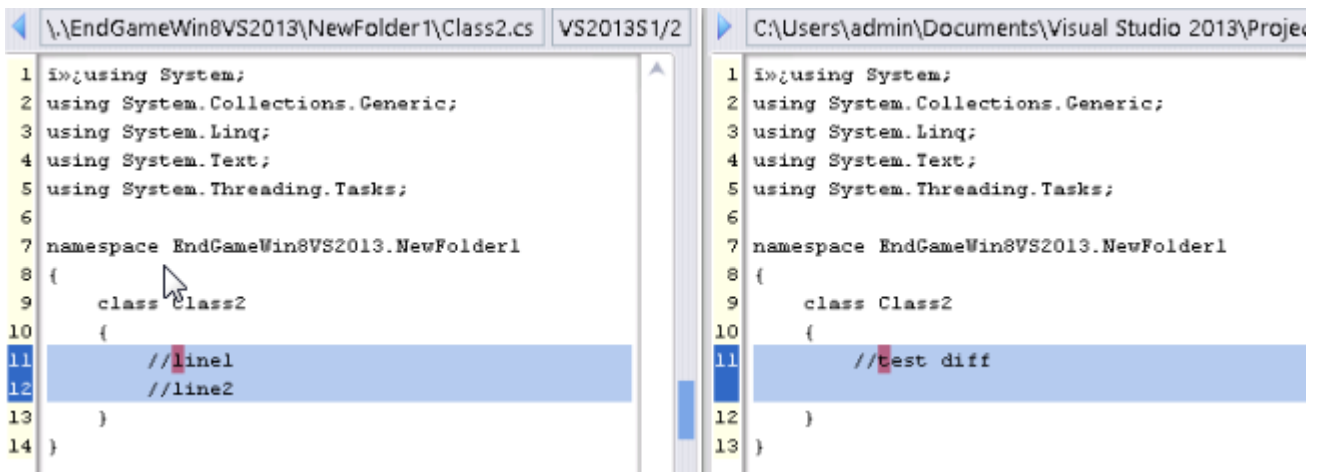 \.\EndGameWin8VS2013\NewFolder1\Class2.cs VS2013S1/2
1 ï»¿using System;
2 using System.Collections.Generic;
3 using System.Linq;
4 using System.Text;
5 using System.Threading.Tasks;
6
7 namespace EndGameWin8VS2013.NewFolder1
8 {
9 class Class2
10 {
11 //line1
12 //line2
13 }
14 }
C:\Users\admin\Documents\Visual Studio 2013\Projec
1 ï»¿using System;
2 using System.Collections.Generic;
3 using System.Linq;
4 using System.Text;
5 using System.Threading.Tasks;
6
7 namespace EndGameWin8VS2013.NewFolder1
8 {
9 class Class2
10 {
11 //test diff
12 }
13 }